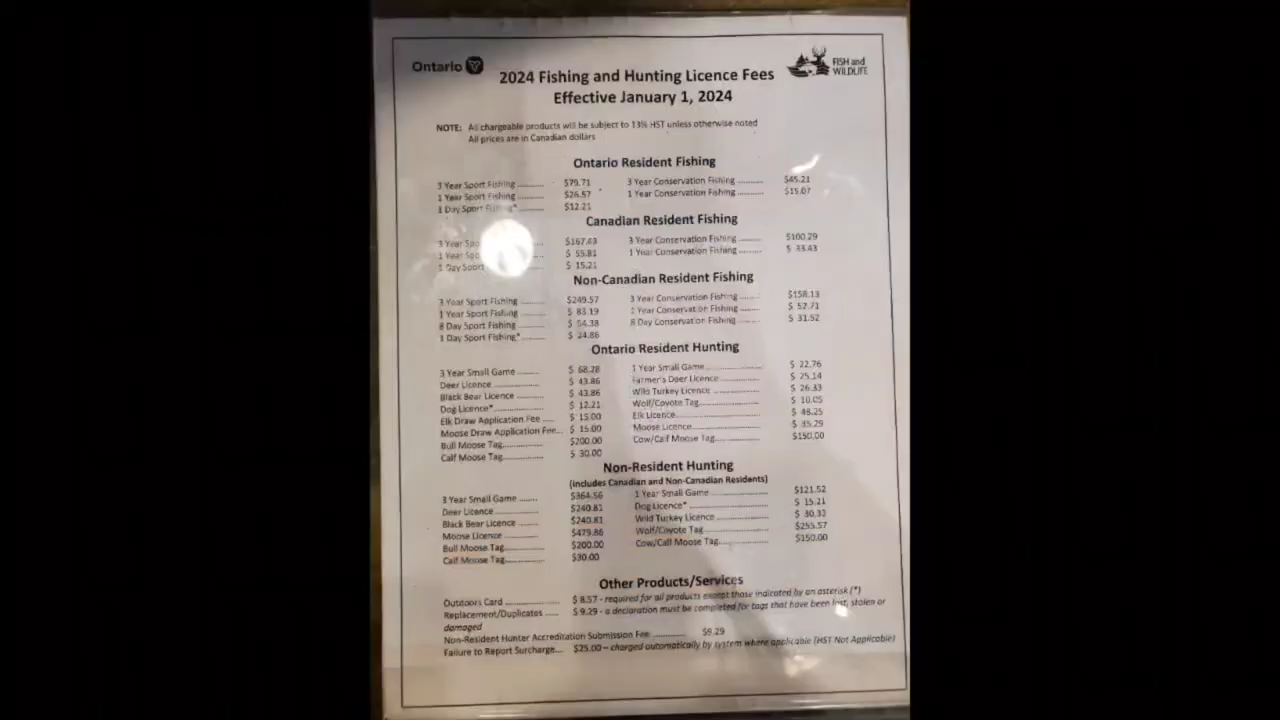 Ontario
FISH and
WILDLIFE
2024 Fishing and Hunting Licence Fees
Effective January 1, 2024
NOTE: All chargeable products will be subject to 13% HST unless otherwise noted
All prices are in Canadian dollars
Ontario Resident Fishing
3 Year Sport Fishing .......... $79.71 3 Year Conservation Fishing .......... $45.21
1 Year Sport Fishing .......... $26.57 1 Year Conservation Fishing .......... $15.07
1 Day Sport Fishing* .......... $12.21
Canadian Resident Fishing
3 Year Spo $167.43 3 Year Conservation Fishing ........ $100.29
1 Year Spo $ 55.81 1 Year Conservation Fishing ......... $ 33.43
1 Day Sport $ 15.21
Non-Canadian Resident Fishing
3 Year Sport Fishing .......... $249.57 3 Year Conservation Fishing ........ $158.13
1 Year Sport Fishing .......... $ 83.19 1 Year Conservation Fishing ........ $ 52.71
8 Day Sport Fishing .......... $ 54.38 8 Day Conservation Fishing ........ $ 31.52
1 Day Sport Fishing* .......... $ 24.86
Ontario Resident Hunting
3 Year Small Game ........ $ 68.28 1 Year Small Game ........ $ 22.76
Deer Licence ........ $ 43.86 Farmer's Deer Licence ........ $ 25.14
Black Bear Licence ........ $ 43.86 Wild Turkey Licence ........ $ 26.33
Dog Licence* ........ $ 12.21 Wolf/Coyote Tag ........ $ 10.05
Elk Draw Application Fee ..... $ 15.00 Elk Licence ........ $ 48.25
Moose Draw Application Fee... $ 15.00 Moose Licence ........ $ 35.29
Bull Moose Tag ........ $200.00 Cow/Calf Moose Tag ........ $150.00
Calf Moose Tag ........ $ 30.00
Non-Resident Hunting
(Includes Canadian and Non-Canadian Residents)
3 Year Small Game ....... $364.56 1 Year Small Game ........ $121.52
Deer Licence ........ $240.81 Dog Licence* ........ $ 15.21
Black Bear Licence ....... $240.81 Wild Turkey Licence ........ $ 30.33
Moose Licence ........ $479.86 Wolf/Coyote Tag ........ $255.57
Bull Moose Tag ........ $200.00 Cow/Calf Moose Tag ........ $150.00
Calf Moose Tag ........ $30.00
Other Products/Services
Outdoors Card ........ $ 8.57 - required for all products except those indicated by an asterisk (*)
Replacement/Duplicates ..... $ 9.29 - a declaration must be completed for tags that have been lost, stolen or
damaged
Non-Resident Hunter Accreditation Submission Fee ........ $9.29
Failure to Report Surcharge.... $25.00 – charged automatically by system where applicable (HST Not Applicable)